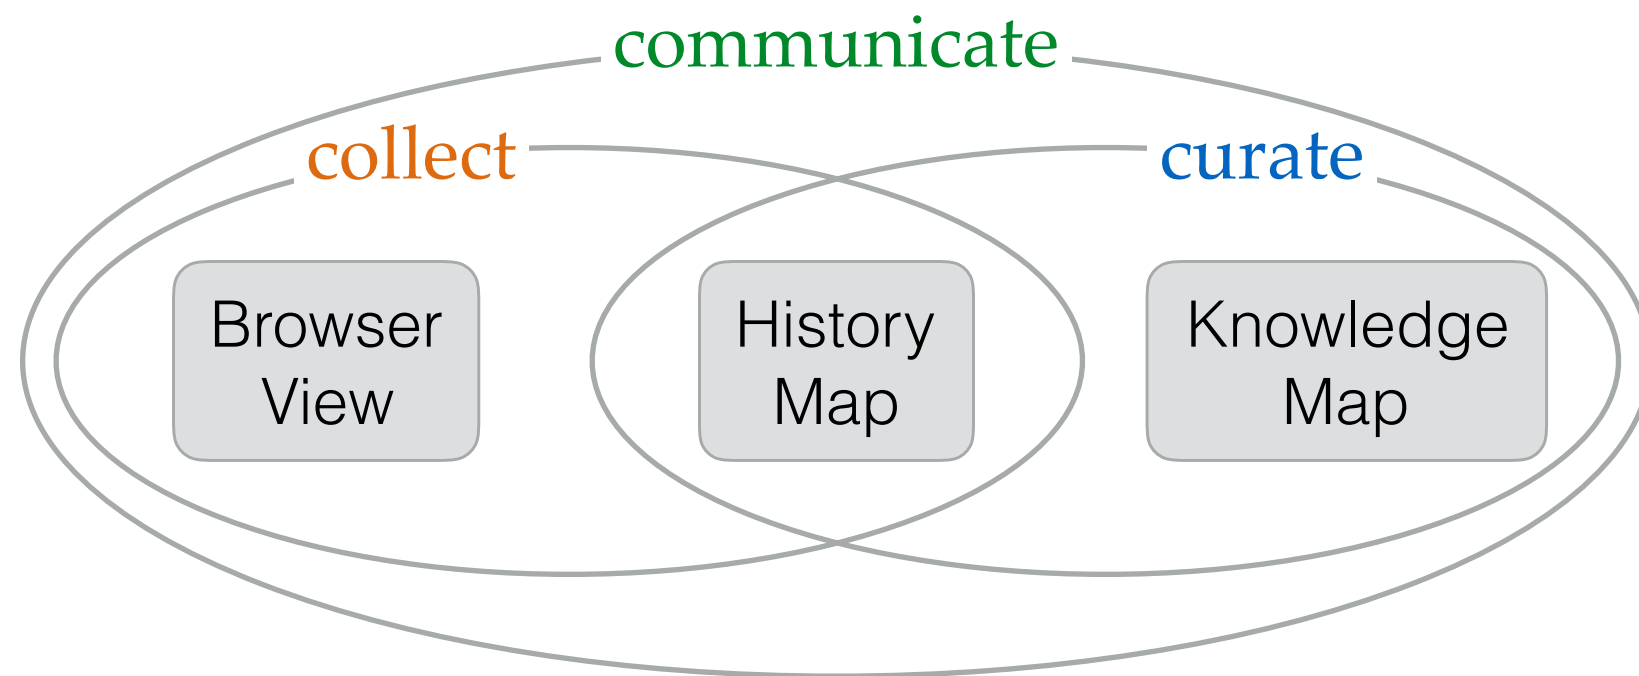 communicate
collect
curate
Browser
View
History
Map
Knowledge
Map